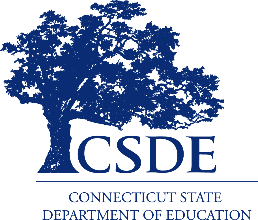 CSDE
CONNECTICUT STATE
DEPARTMENT OF EDUCATION